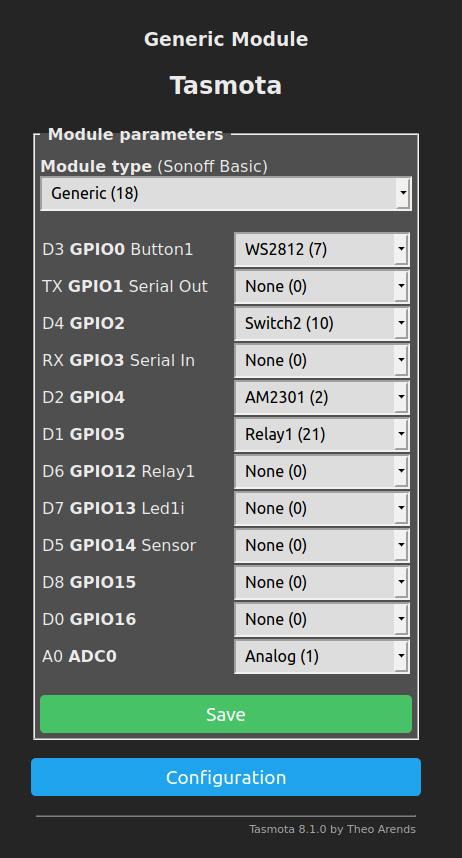 Generic Module
Tasmota
Module parameters
Module type (Sonoff Basic)
Generic (18)
D3 GPIO0 Button1 WS2812 (7)
TX GPIO1 Serial Out None (0)
D4 GPIO2 Switch2 (10)
RX GPIO3 Serial In None (0)
D2 GPIO4 AM2301 (2)
D1 GPIO5 Relay1 (21)
D6 GPIO12 Relay1 None (0)
D7 GPIO13 Led1i None (0)
D5 GPIO14 Sensor None (0)
D8 GPIO15 None (0)
D0 GPIO16 None (0)
A0 ADC0 Analog (1)
Save
Configuration
Tasmota 8.1.0 by Theo Arends